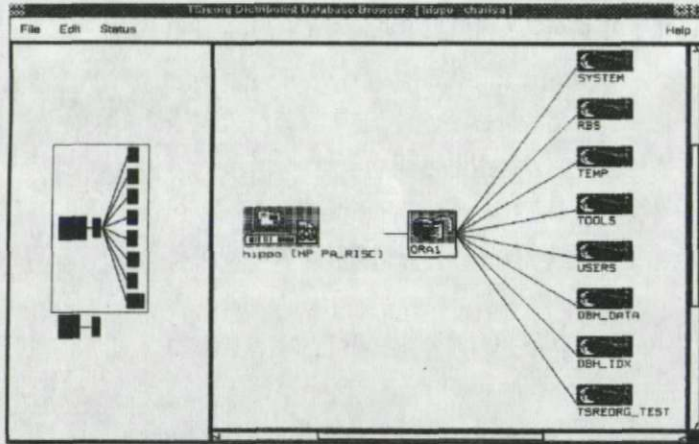 TSreorg Distributed Database Browser - [ hippo - charlsa ]
File Edit Status Help
SYSTEM
RBS
TEMP
TOOLS
hippo (HP PA_RISC)
ORA1
USERS
DBM_DATA
DBM_IDX
TSREORG_TEST